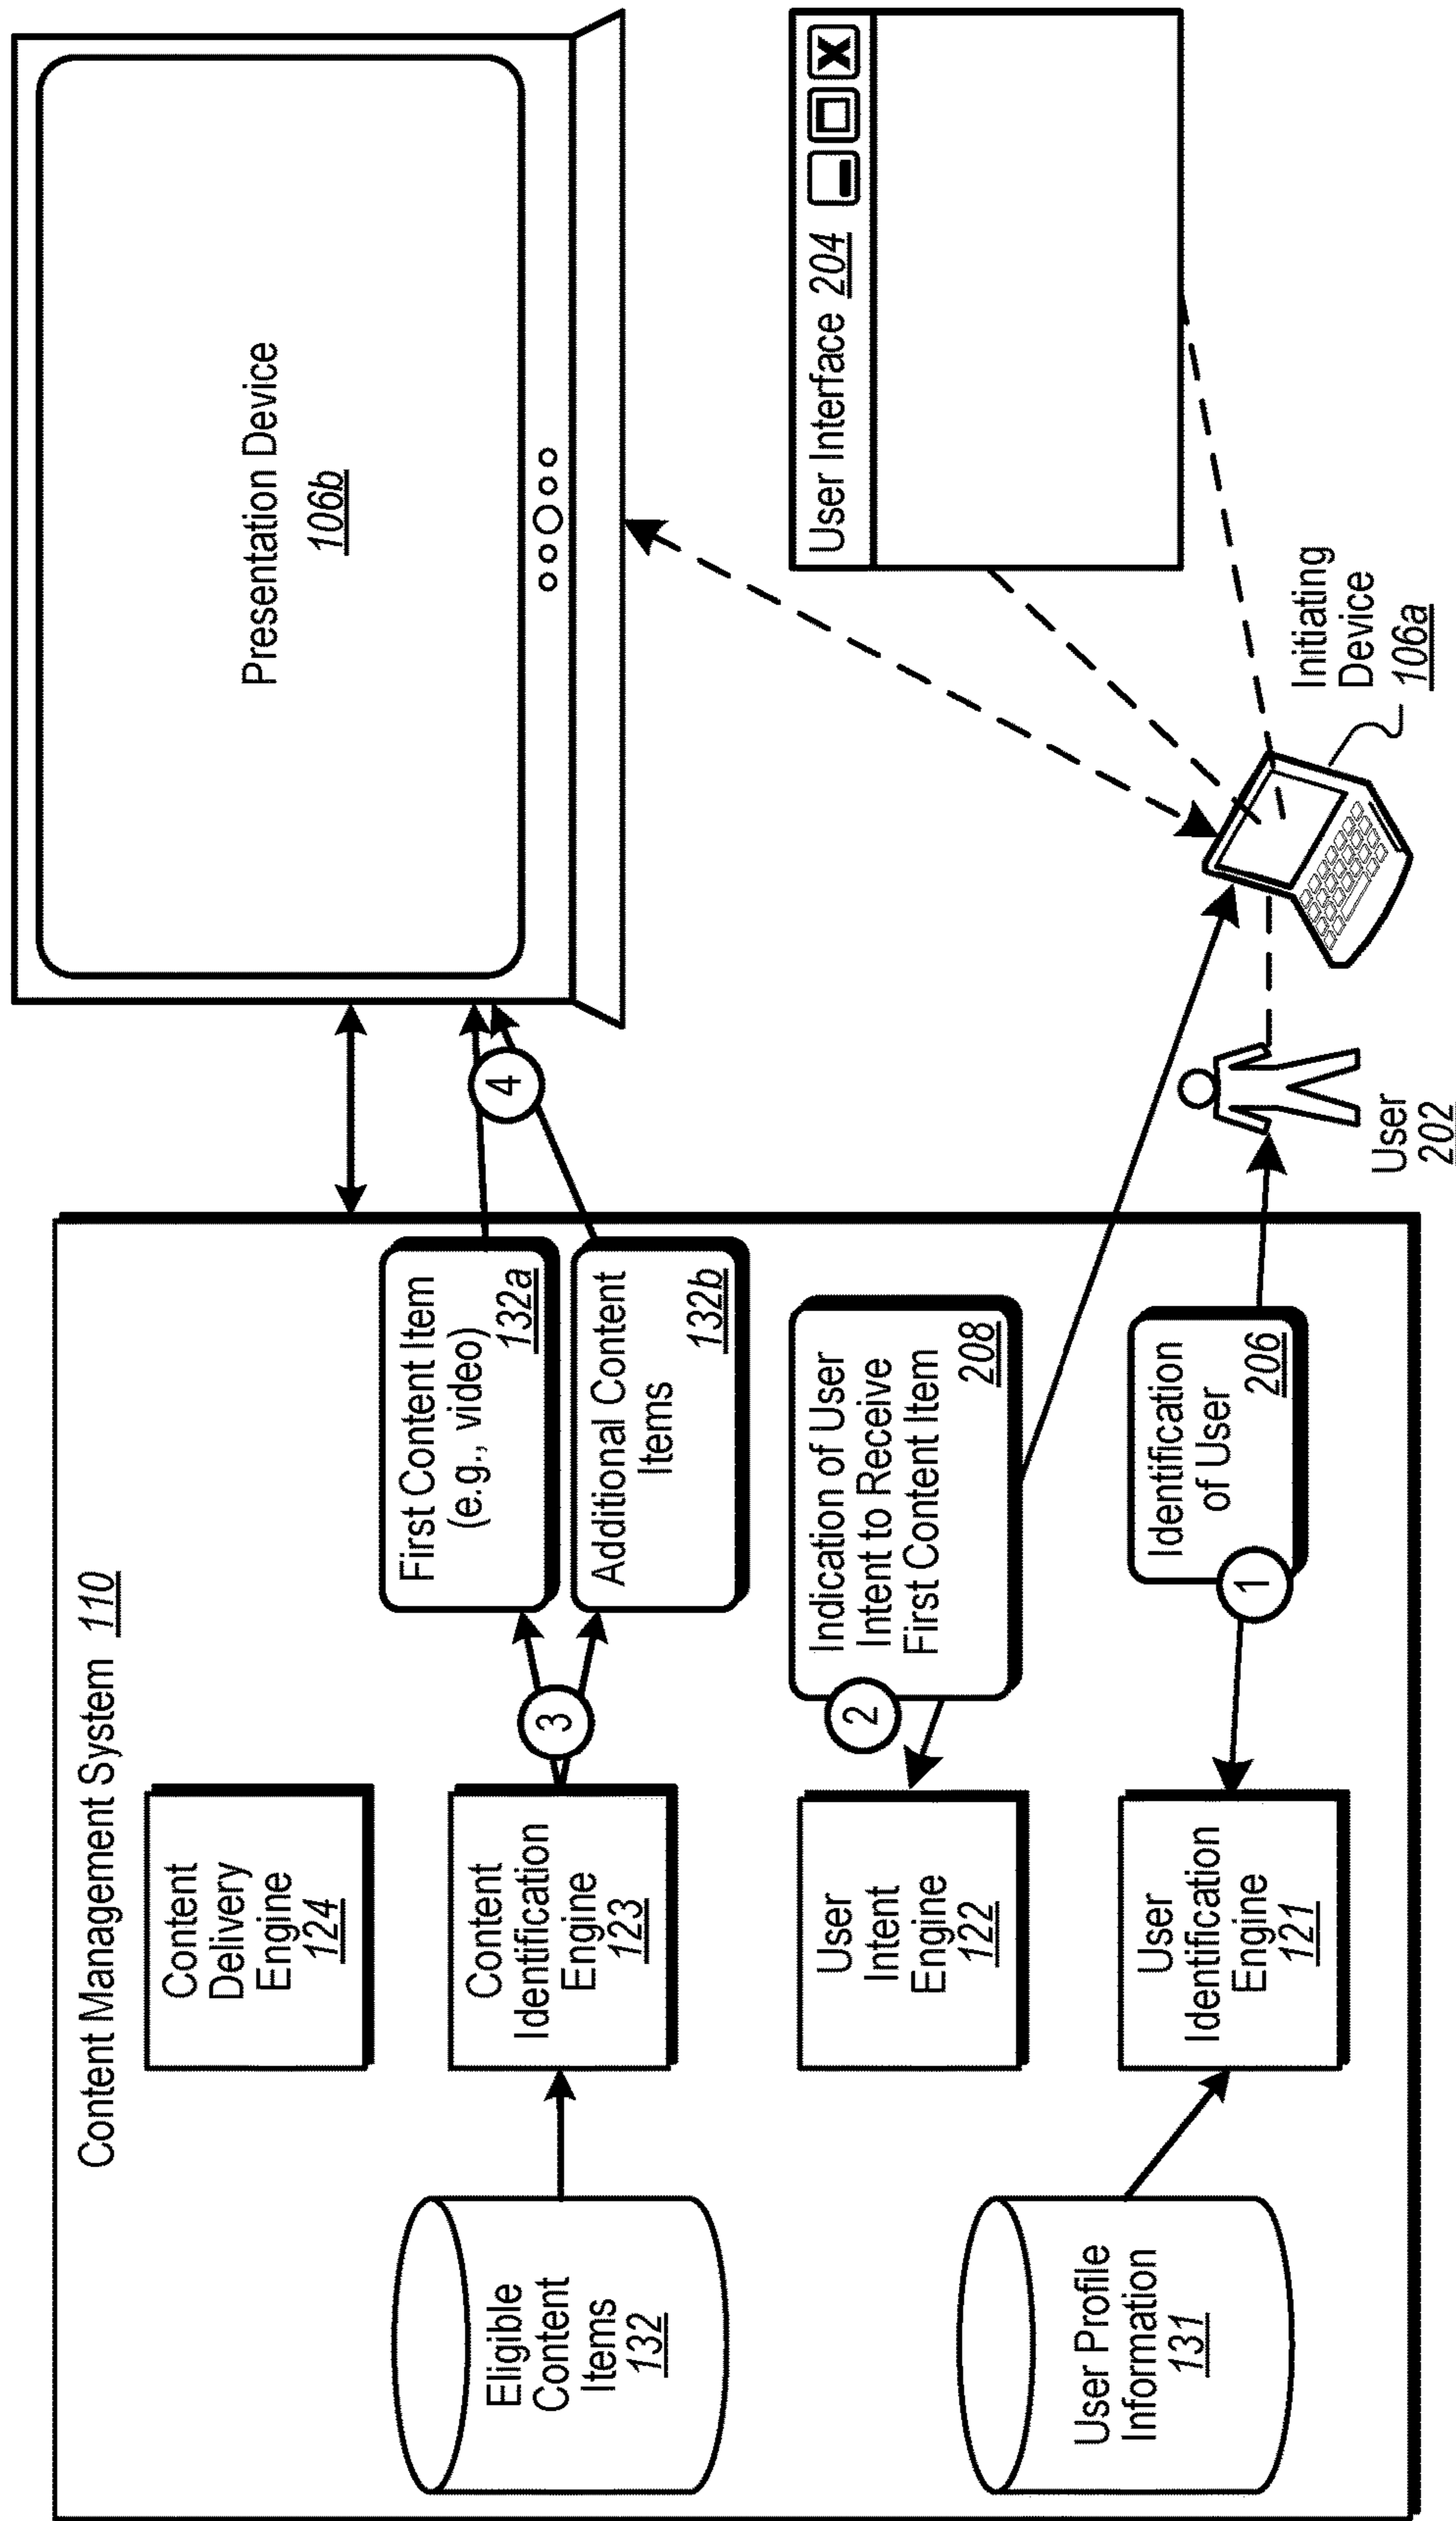 Content Management System 110
Content
Delivery
Engine
124
Content
Identification
Engine
123
User
Intent
Engine
122
User
Identification
Engine
121
Eligible
Content
Items
132
User Profile
Information
131
3
First Content Item
(e.g., video)
132a
Additional Content
Items
132b
2
Indication of User
Intent to Receive
First Content Item
208
1
Identification
of User
206
4
User
202
Presentation Device
106b
User Interface 204
Initiating
Device
106a